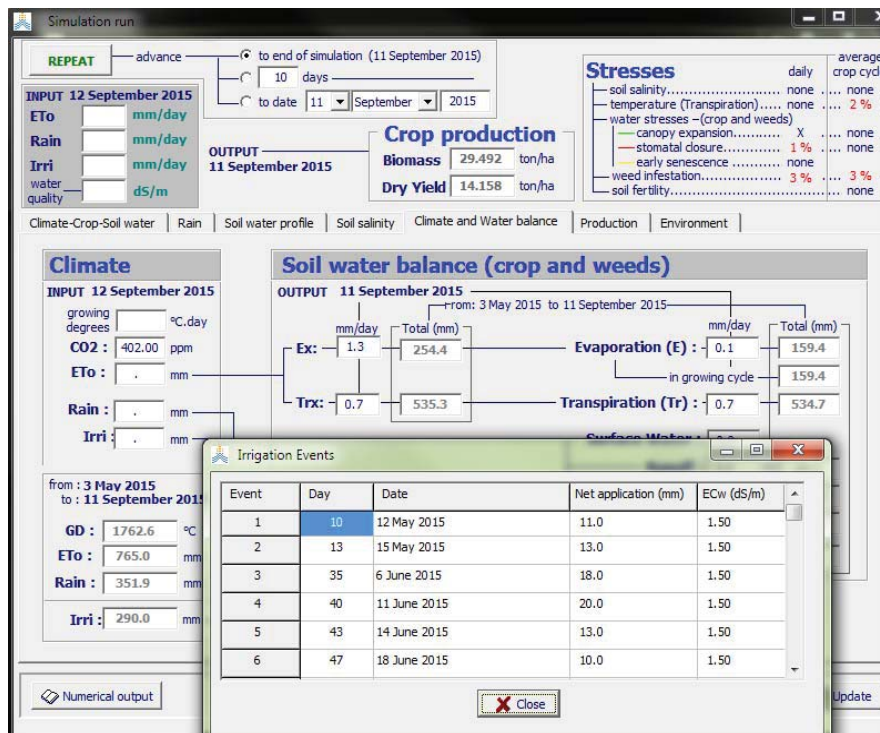 Simulation run
REPEAT
advance
to end of simulation (11 September 2015)
10 days
to date 11 September 2015
INPUT 12 September 2015
ETo mm/day
Rain mm/day
Irri mm/day
water quality dS/m
OUTPUT
11 September 2015
Crop production
Biomass 29.492 ton/ha
Dry Yield 14.158 ton/ha
Stresses daily average crop cycl
soil salinity none none
temperature (Transpiration) none 2 %
water stresses -(crop and weeds)
canopy expansion X none
stomatal closure 1 % none
early senescence none
weed infestation 3 % 3 %
soil fertility none
Climate-Crop-Soil water Rain Soil water profile Soil salinity Climate and Water balance Production Environment
Climate
INPUT 12 September 2015
growing degrees °C.day
CO2 : 402.00 ppm
ETo : . mm
Rain : . mm
Irri : . mm
from : 3 May 2015
to : 11 September 201
GD : 1762.6 °C
ETo : 765.0 mm
Rain : 351.9 mm
Irri : 290.0 mm
Soil water balance (crop and weeds)
OUTPUT 11 September 2015
From: 3 May 2015 to 11 September 2015
mm/day Total (mm) mm/day Total (mm)
Ex: 1.3 254.4 Evaporation (E) : 0.1 159.4
in growing cycle 159.4
Trx: 0.7 535.3 Transpiration (Tr) : 0.7 534.7
Surface Water :
Irrigation Events
Event Day Date Net application (mm) ECw (dS/m)
1 10 12 May 2015 11.0 1.50
2 13 15 May 2015 13.0 1.50
3 35 6 June 2015 18.0 1.50
4 40 11 June 2015 20.0 1.50
5 43 14 June 2015 13.0 1.50
6 47 18 June 2015 10.0 1.50
Close
Numerical output
Update